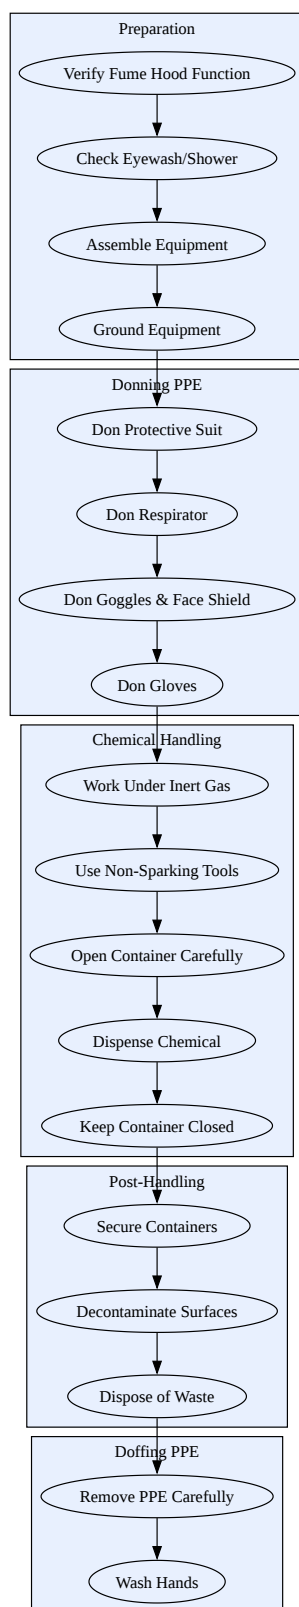 Preparation
Verify Fume Hood Function
Check Eyewash/Shower
Assemble Equipment
Ground Equipment
Donning PPE
Don Protective Suit
Don Respirator
Don Goggles & Face Shield
Don Gloves
Chemical Handling
Work Under Inert Gas
Use Non-Sparking Tools
Open Container Carefully
Dispense Chemical
Keep Container Closed
Post-Handling
Secure Containers
Decontaminate Surfaces
Dispose of Waste
Doffing PPE
Remove PPE Carefully
Wash Hands